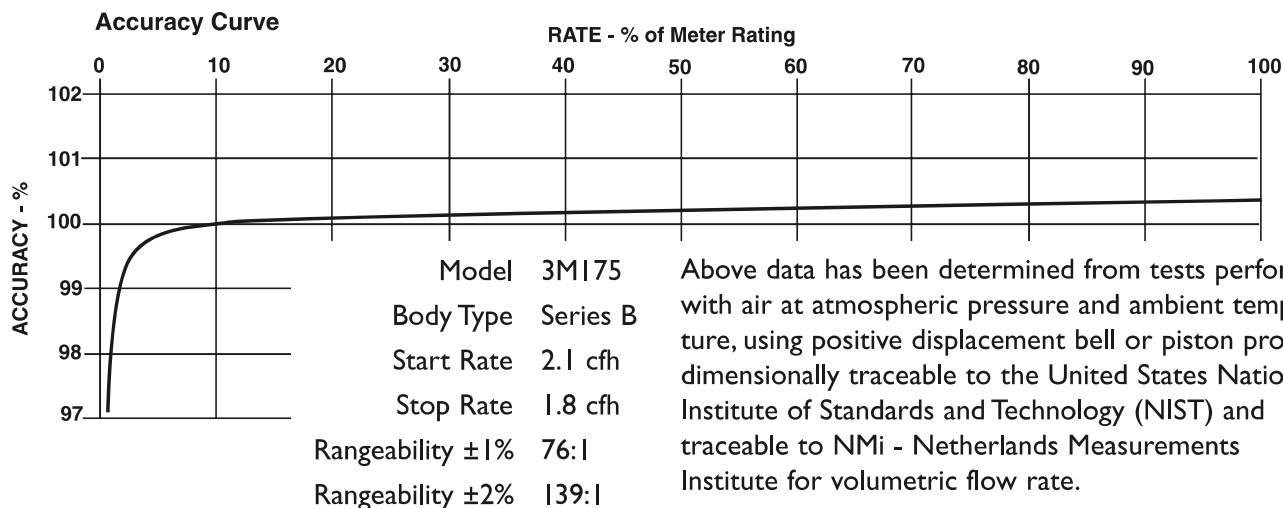 Accuracy Curve
RATE - % of Meter Rating
0 10 20 30 40 50 60 70 80 90 100
102
101
100
99
98
97
ACCURACY - %
Model 3M175
Body Type Series B
Start Rate 2.1 cfh
Stop Rate 1.8 cfh
Rangeability ±1% 76:1
Rangeability ±2% 139:1
Above data has been determined from tests
with air at atmospheric pressure and ambient
ture, using positive displacement bell or piston
dimensionally traceable to the United States
Institute of Standards and Technology (NIST) and
traceable to NMi - Netherlands Measurements
Institute for volumetric flow rate.